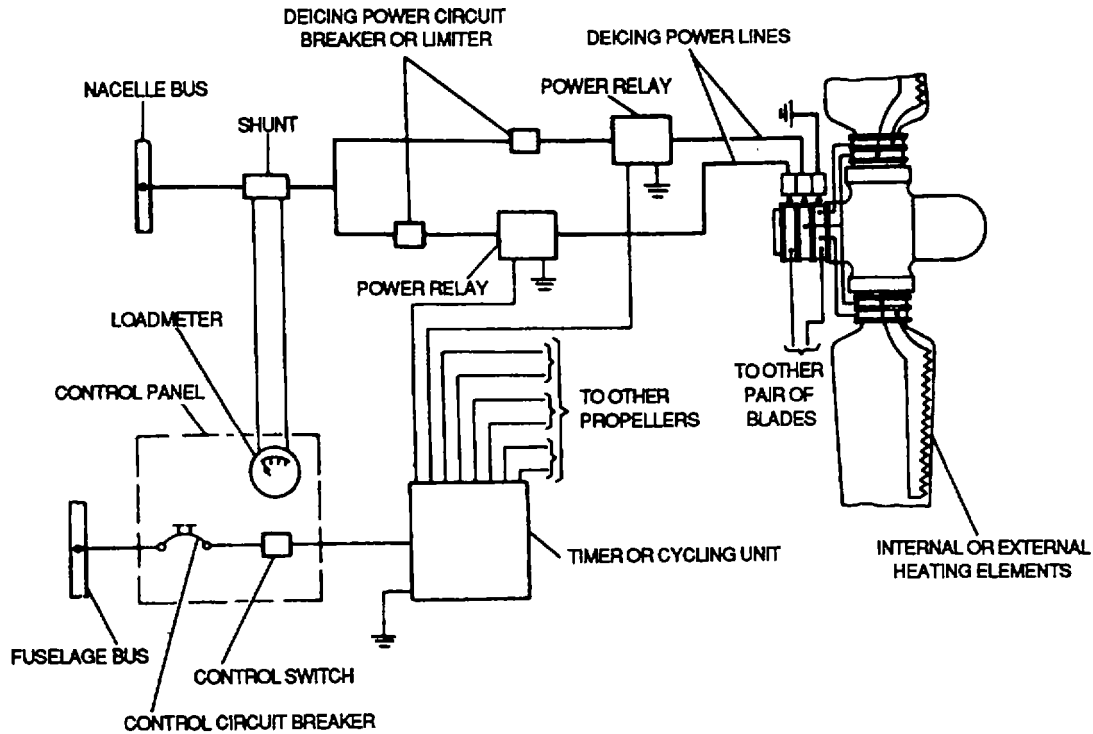 DEICING POWER CIRCUIT
BREAKER OR LIMITER
DEICING POWER LINES
NACELLE BUS
POWER RELAY
SHUNT
POWER RELAY
LOADMETER
CONTROL PANEL
TO OTHER
PROPELLERS
TO OTHER
PAIR OF
BLADES
TIMER OR CYCLING UNIT
INTERNAL OR EXTERNAL
HEATING ELEMENTS
FUSELAGE BUS
CONTROL SWITCH
CONTROL CIRCUIT BREAKER